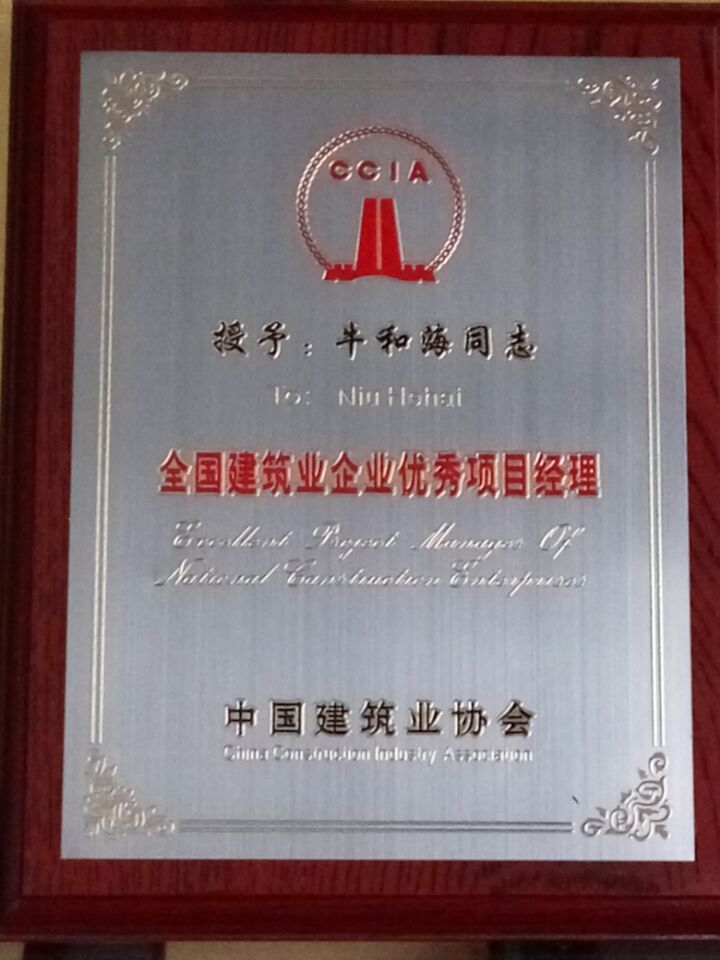 CCIA
授予：牛和海同志
To: Niu Hehai
全国建筑业企业优秀项目经理
Excellent Project Manager Of
National Construction Enterprises
中国建筑业协会
China Construction Industry Association